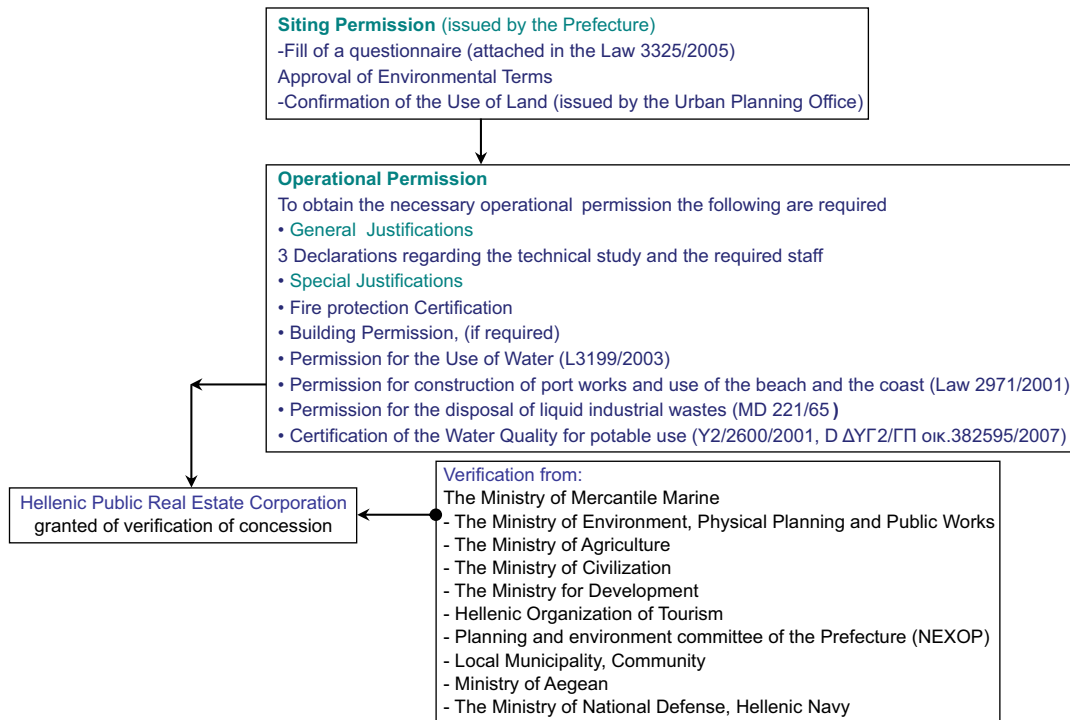 Siting Permission (issued by the Prefecture)
-Fill of a questionnaire (attached in the Law 3325/2005)
Approval of Environmental Terms
-Confirmation of the Use of Land (issued by the Urban Planning Office)
Operational Permission
To obtain the necessary operational permission the following are required
• General Justifications
3 Declarations regarding the technical study and the required staff
• Special Justifications
• Fire protection Certification
• Building Permission, (if required)
• Permission for the Use of Water (L3199/2003)
• Permission for construction of port works and use of the beach and the coast (Law 2971/2001)
• Permission for the disposal of liquid industrial wastes (MD 221/65)
• Certification of the Water Quality for potable use (Y2/2600/2001, D ΔΥΓ2/ΓΠ οικ.382595/2007)
Hellenic Public Real Estate Corporation
granted of verification of concession
Verification from:
The Ministry of Mercantile Marine
- The Ministry of Environment, Physical Planning and Public Works
- The Ministry of Agriculture
- The Ministry of Civilization
- The Ministry for Development
- Hellenic Organization of Tourism
- Planning and environment committee of the Prefecture (NEXOP)
- Local Municipality, Community
- Ministry of Aegean
- The Ministry of National Defense, Hellenic Navy